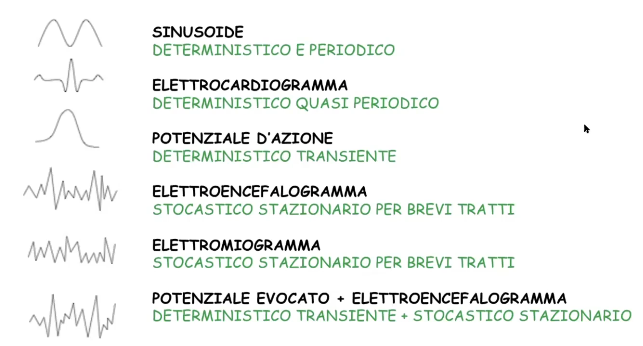 SINUSOIDE
DETERMINISTICO E PERIODICO
ELETTROCARDIOGRAMMA
DETERMINISTICO QUASI PERIODICO
POTENZIALE D'AZIONE
DETERMINISTICO TRANSIENTE
ELETTROENCEFALOGRAMMA
STOCASTICO STAZIONARIO PER BREVI TRATTI
ELETTROMIOGRAMMA
STOCASTICO STAZIONARIO PER BREVI TRATTI
POTENZIALE EVOCATO + ELETTROENCEFALOGRAMMA
DETERMINISTICO TRANSIENTE + STOCASTICO STAZIONARIO